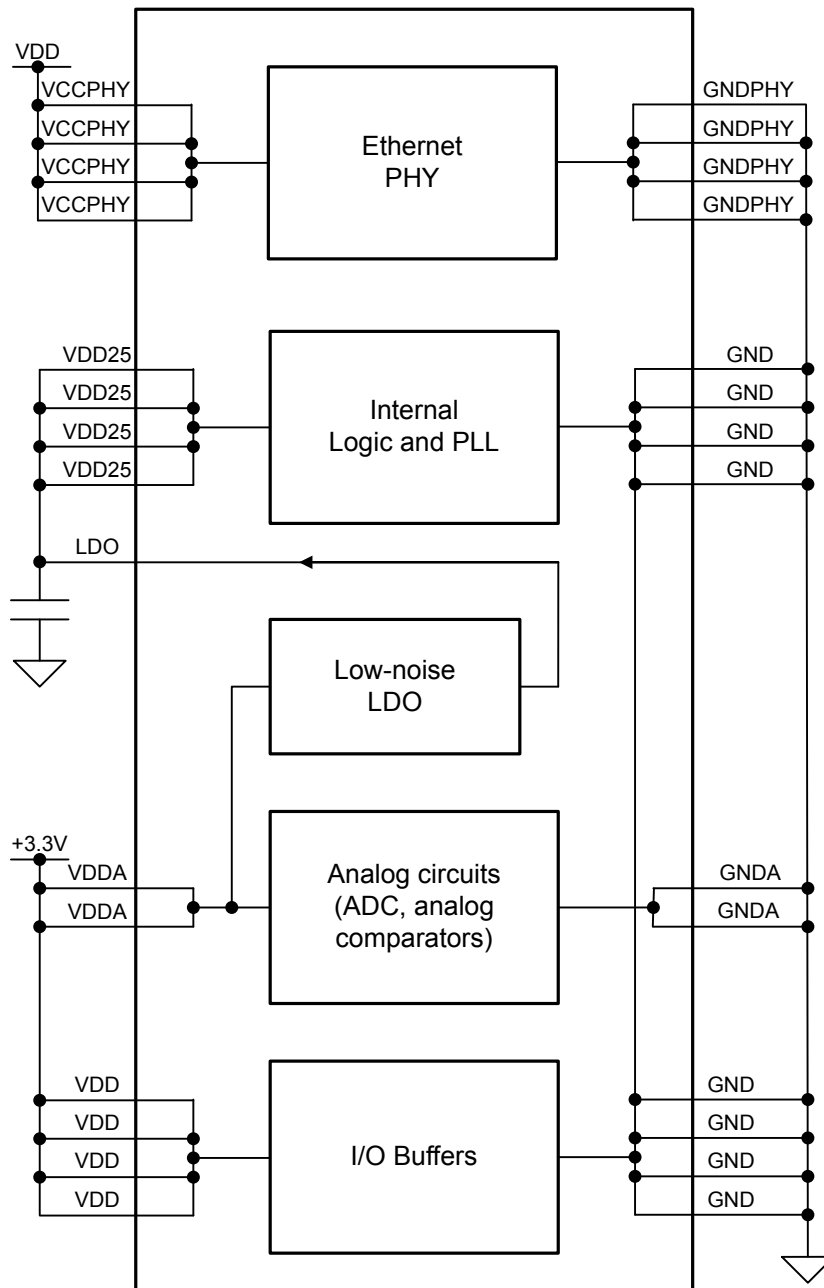 VDD
VCCPHY
VCCPHY
VCCPHY
VCCPHY
Ethernet
PHY
GNDPHY
GNDPHY
GNDPHY
GNDPHY
VDD25
VDD25
VDD25
VDD25
Internal
Logic and PLL
GND
GND
GND
GND
LDO
Low-noise
LDO
+3.3V
VDDA
VDDA
Analog circuits
(ADC, analog
comparators)
GNDA
GNDA
VDD
VDD
VDD
VDD
I/O Buffers
GND
GND
GND
GND